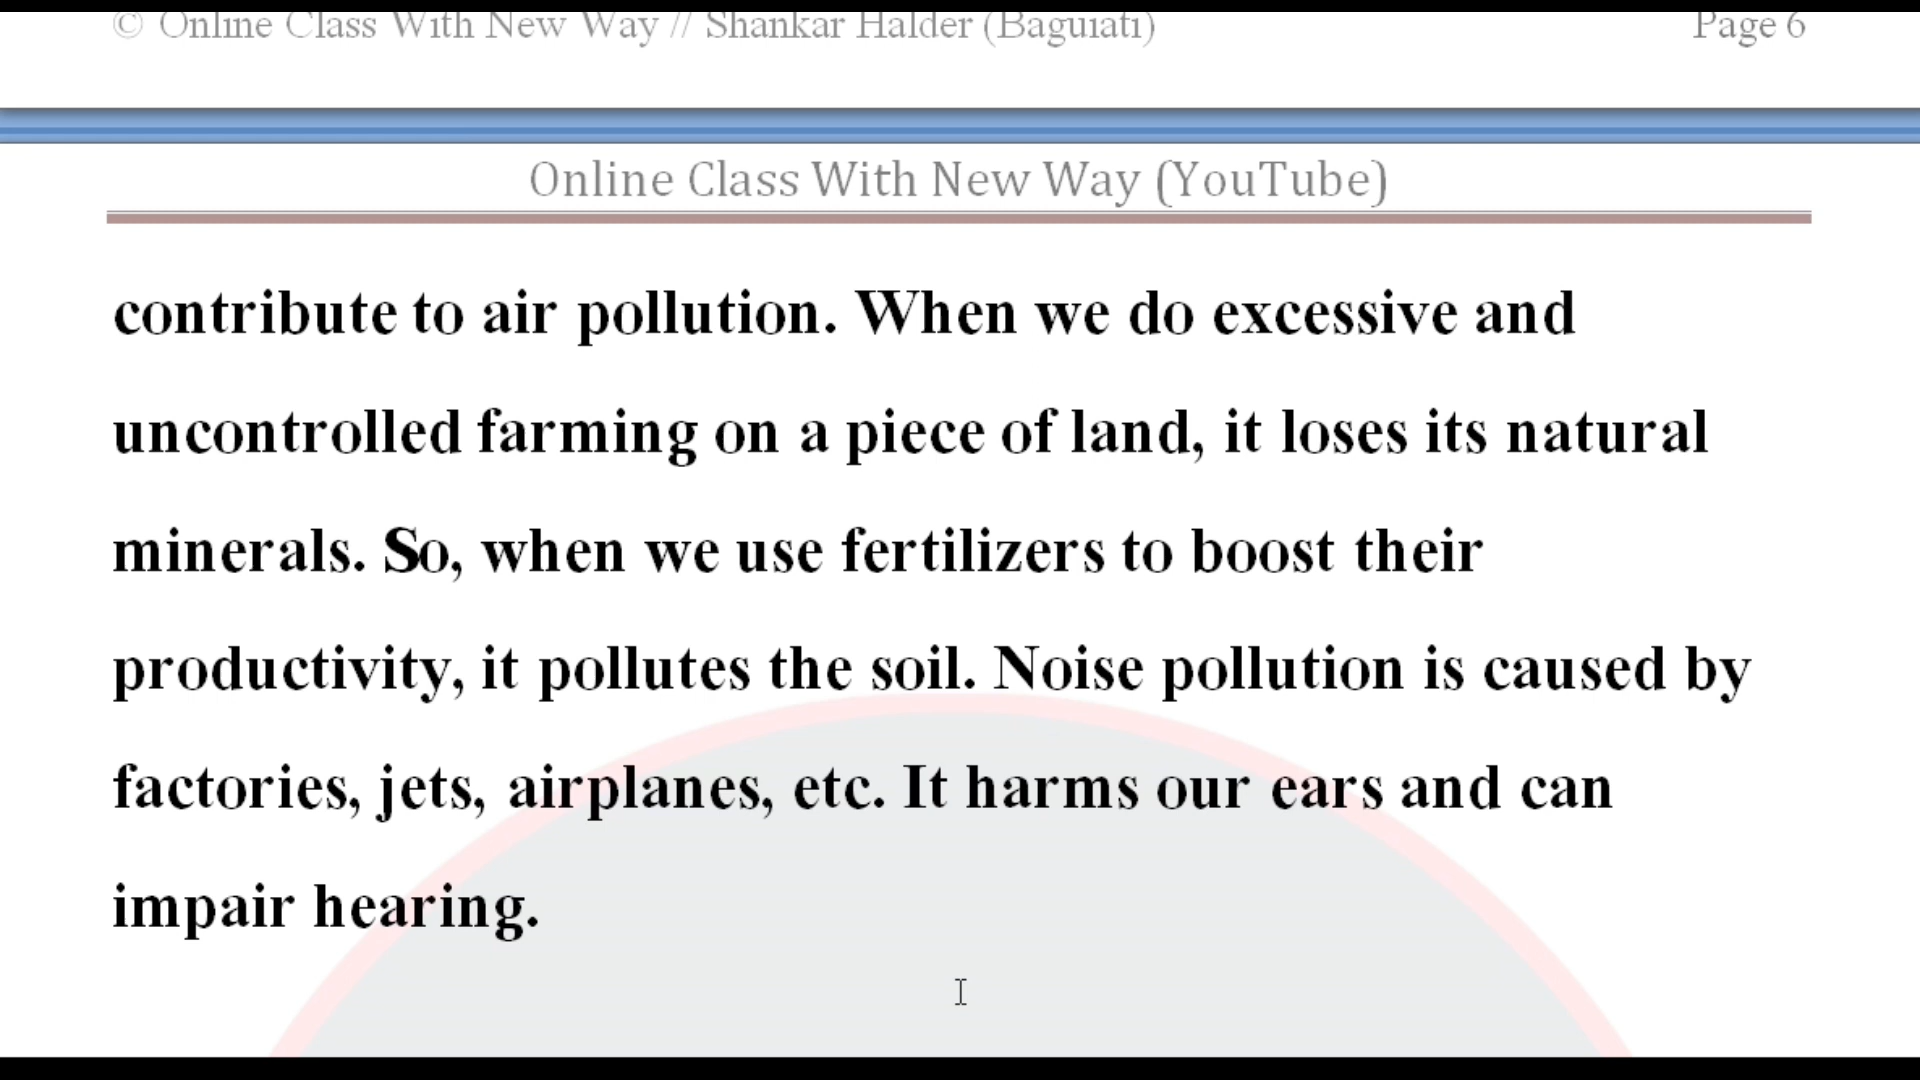 © Online Class With New Way // Shankar Halder (Baguiati) Page 6
Online Class With New Way (YouTube)
contribute to air pollution. When we do excessive and
uncontrolled farming on a piece of land, it loses its natural
minerals. So, when we use fertilizers to boost their
productivity, it pollutes the soil. Noise pollution is caused by
factories, jets, airplanes, etc. It harms our ears and can
impair hearing.